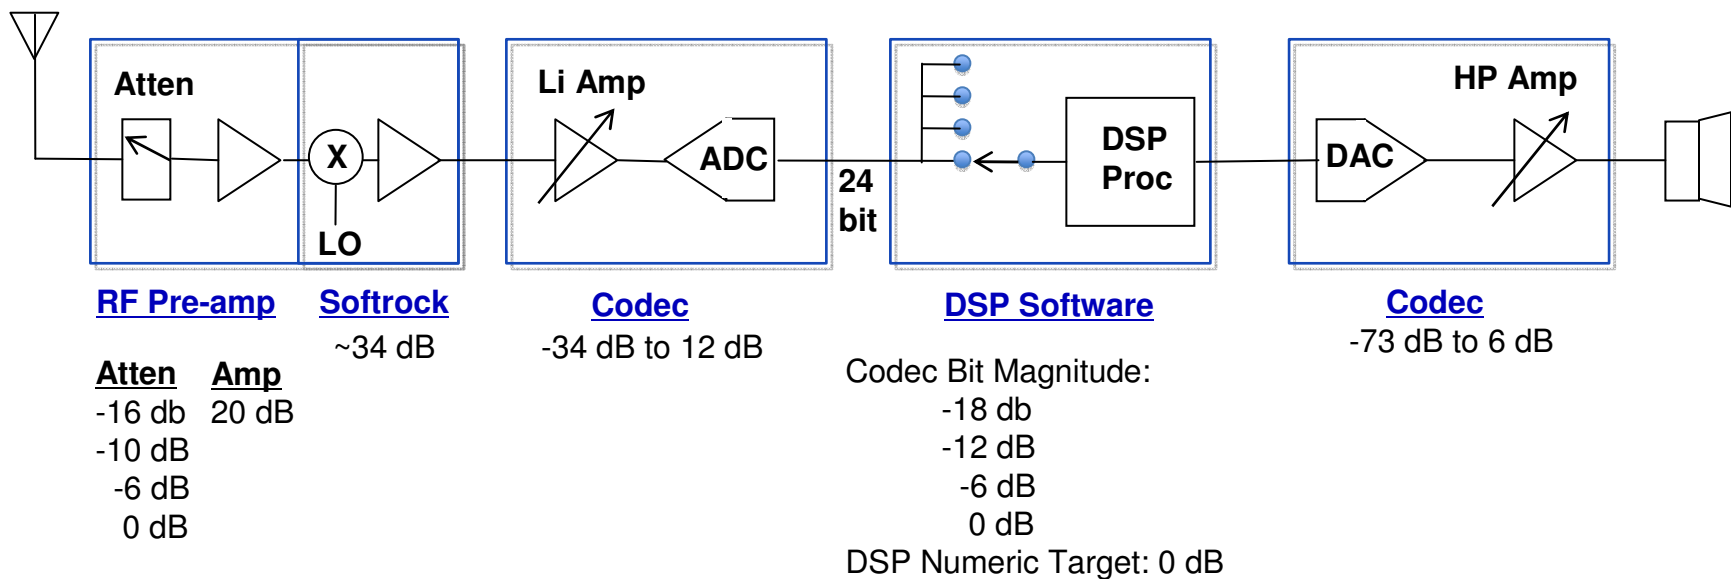 Atten
X
LO
Li Amp
ADC
24
bit
DSP
Proc
DAC
HP Amp
RF Pre-amp
Softrock
~34 dB
Codec
-34 dB to 12 dB
DSP Software
Codec
-73 dB to 6 dB
Atten Amp
-16 db 20 dB
-10 dB
-6 dB
0 dB
Codec Bit Magnitude:
-18 db
-12 dB
-6 dB
0 dB
DSP Numeric Target: 0 dB